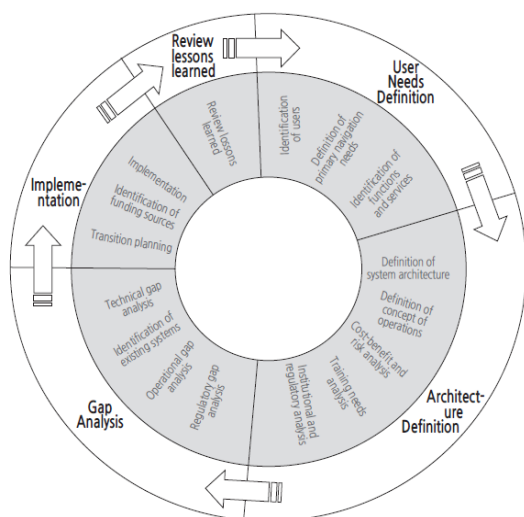 Review
lessons
learned
User
Needs
Definition
Architect-
ure
Definition
Gap
Analysis
Impleme-
ntation
Review lossons
learned
Identification
of users
Definition of
primary navigation
needs
Identification of
functions
and services
Definition of
system architecture
Definition of
concept of
operations
Cost-benefit and
risk analysis
Training needs
analysis
Institutional and
regulatory analysis
Regulatory gap
analysis
Operational gap
analysis
Identification of
existing systems
Technical gap
analysis
Transition planning
Identification of
funding sources
Implementation